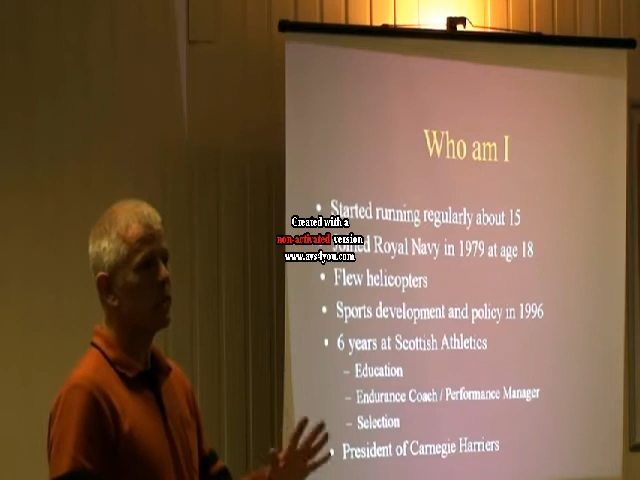 Who am I
• Started running regularly about 15
Joined Royal Navy in 1979 at age 18
• Flew helicopters
• Sports development and policy in 1996
• 6 years at Scottish Athletics
– Education
– Endurance Coach / Performance Manager
– Selection
• President of Carnegie Harriers
Created with a
non-activated version
www.avs4you.com